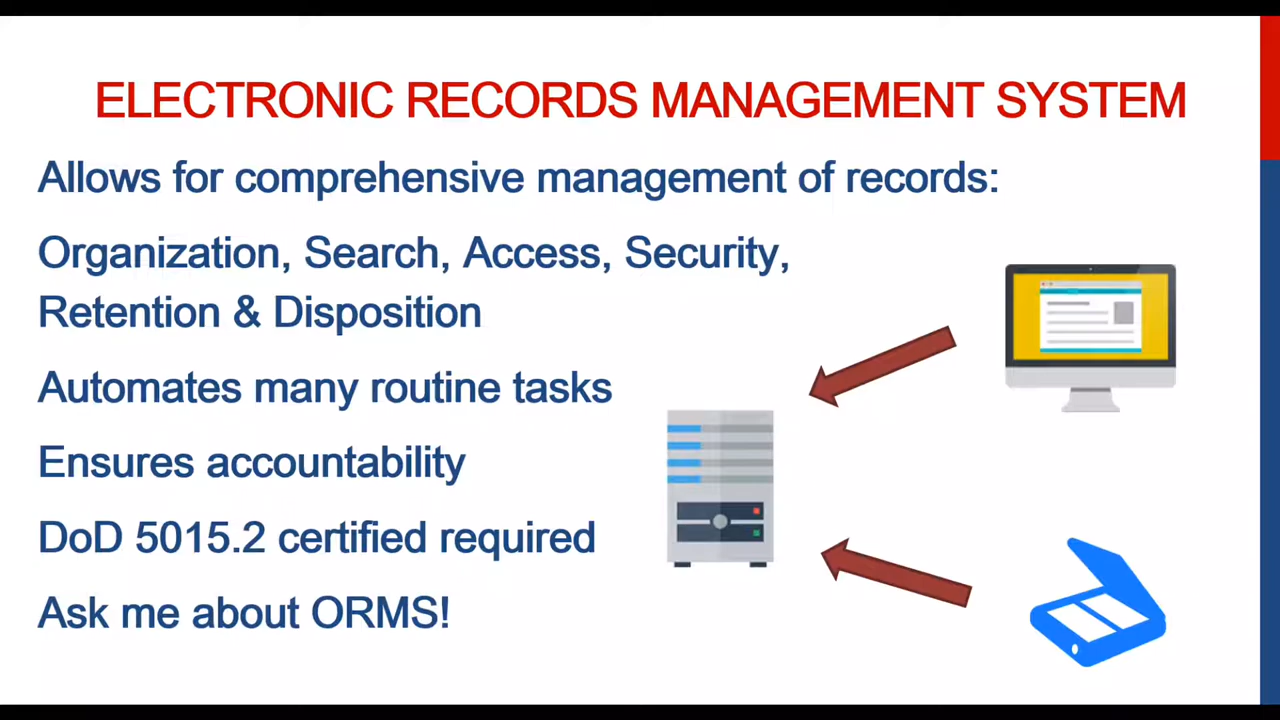 ELECTRONIC RECORDS MANAGEMENT SYSTEM
Allows for comprehensive management of records:
Organization, Search, Access, Security,
Retention & Disposition
Automates many routine tasks
Ensures accountability
DoD 5015.2 certified required
Ask me about ORMS!